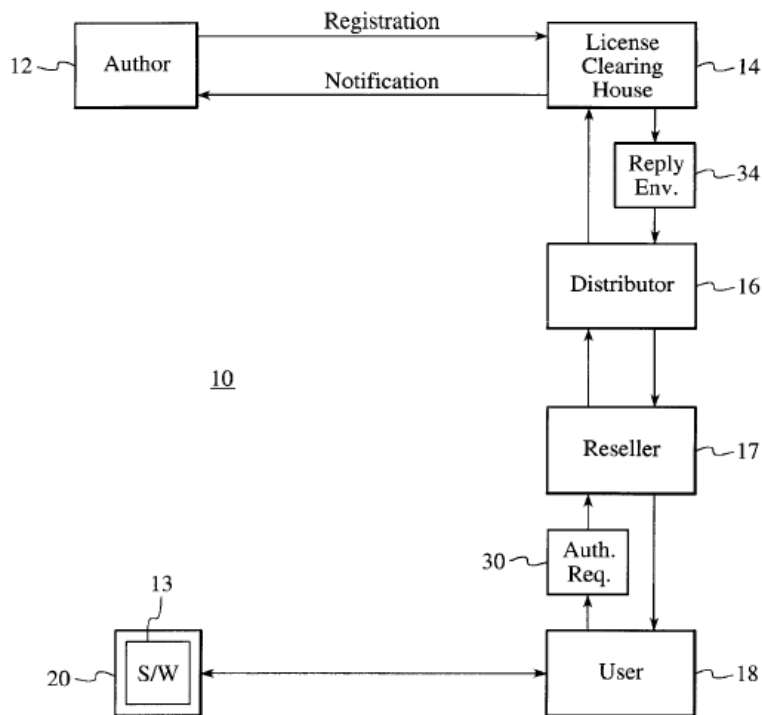 Registration
12
Author
License
Clearing
House
14
Notification
Reply
Env.
34
Distributor
16
10
Reseller
17
30
Auth.
Req.
13
20
S/W
User
18